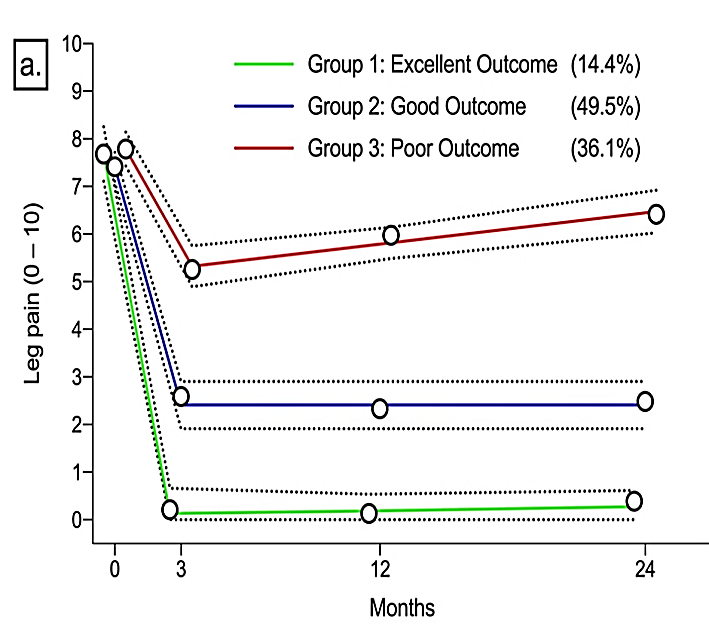 a.
Group 1: Excellent Outcome (14.4%)
Group 2: Good Outcome (49.5%)
Group 3: Poor Outcome (36.1%)
Leg pain (0 – 10)
10
9
8
7
6
5
4
3
2
1
0
0 3 12 24
Months